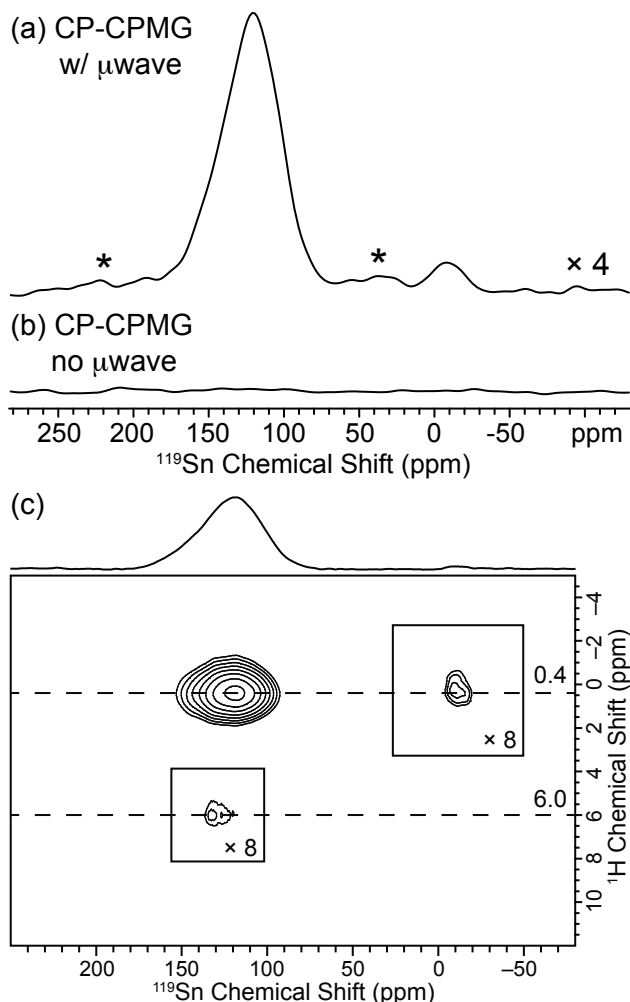 (a) CP-CPMG
w/ μwave
*
*
× 4
(b) CP-CPMG
no μwave
250 200 150 100 50 0 -50 ppm
¹¹⁹Sn Chemical Shift (ppm)
(c)
–4
–2
0.4
0
× 8
2
4
6.0
6
× 8
8
10
¹H Chemical Shift (ppm)
200 150 100 50 0 –50
¹¹⁹Sn Chemical Shift (ppm)